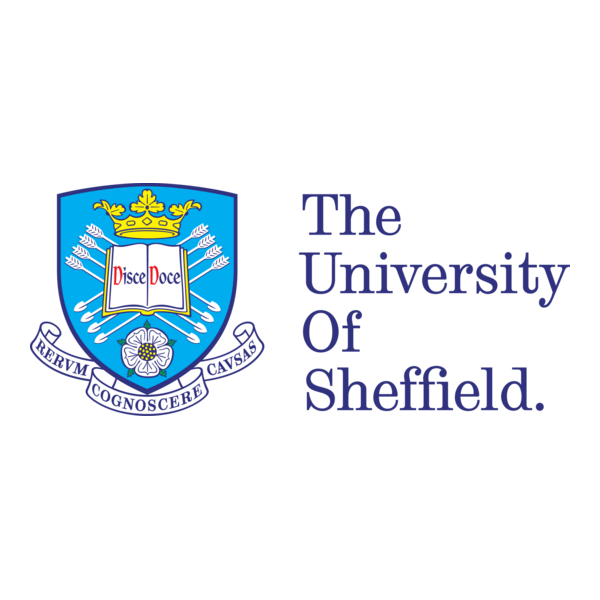 Disce Doce
RERVM COGNOSCERE CAVSAS
The
University
Of
Sheffield.